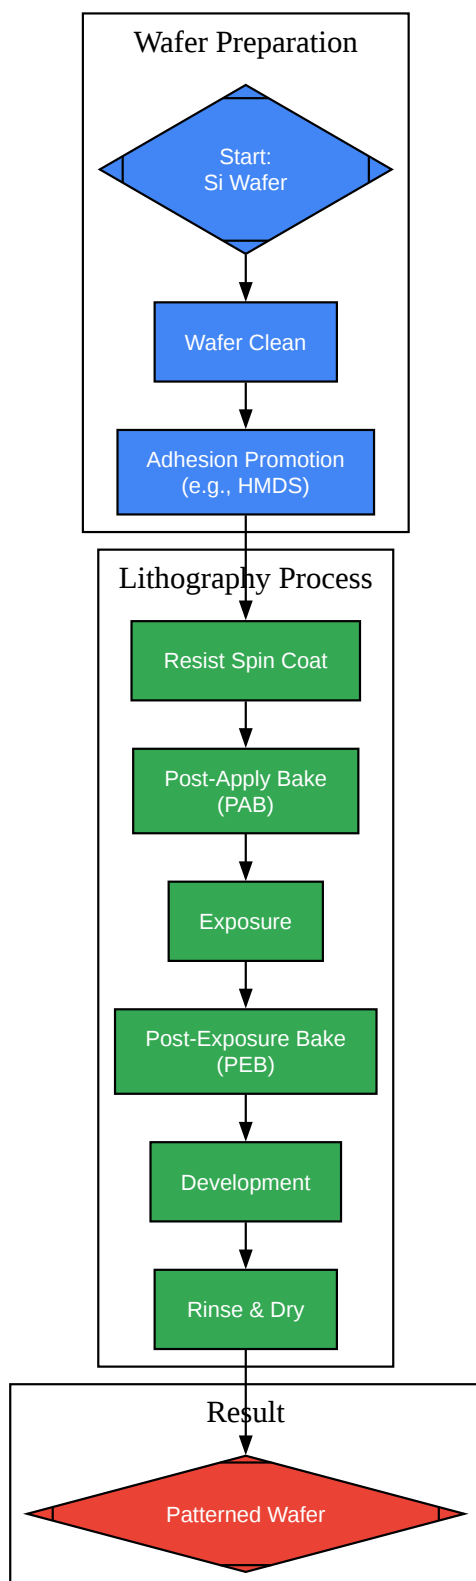 Wafer Preparation
Start:
Si Wafer
Wafer Clean
Adhesion Promotion
(e.g., HMDS)
Lithography Process
Resist Spin Coat
Post-Apply Bake
(PAB)
Exposure
Post-Exposure Bake
(PEB)
Development
Rinse & Dry
Result
Patterned Wafer